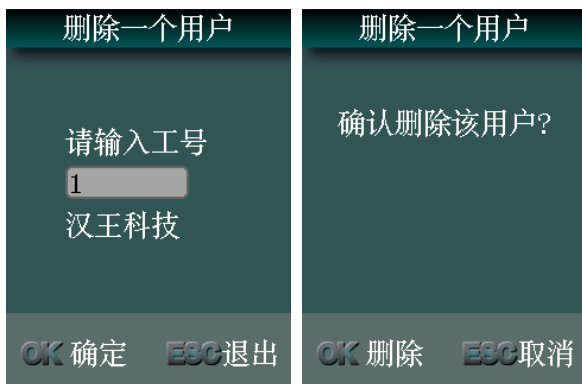 删除一个用户
请输入工号
1
汉王科技
OK 确定 ESC退出
删除一个用户
确认删除该用户?
OK 删除 ESC取消